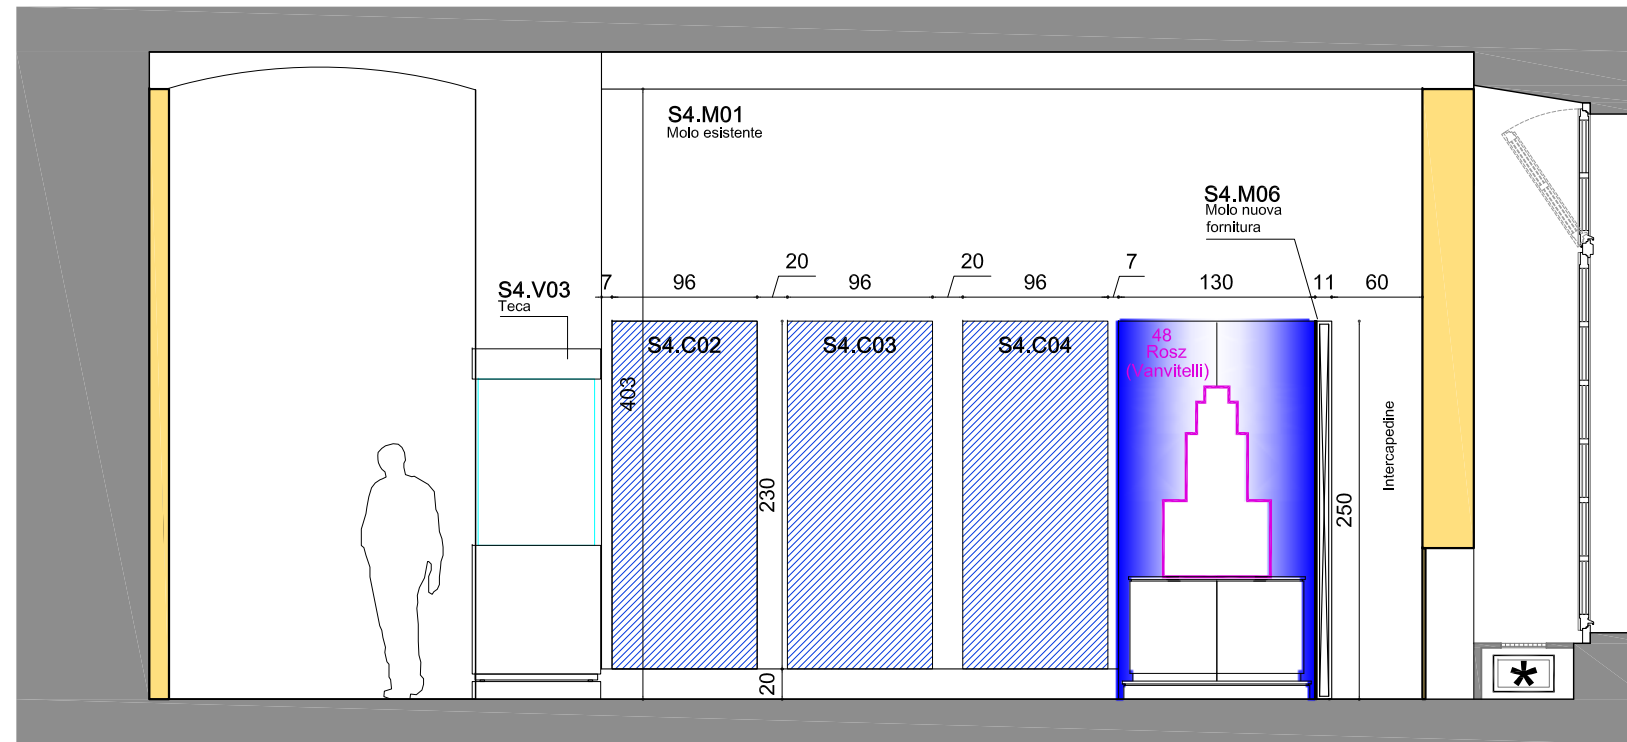 S4.M01
Molo esistente
S4.M06
Molo nuova
fornitura
20
20
7
7
96
96
96
130
11
60
S4.V03
Teca
S4.C02
S4.C03
S4.C04
48
Rosz
(Vanvitelli)
403
230
250
Intercapedine
20
*